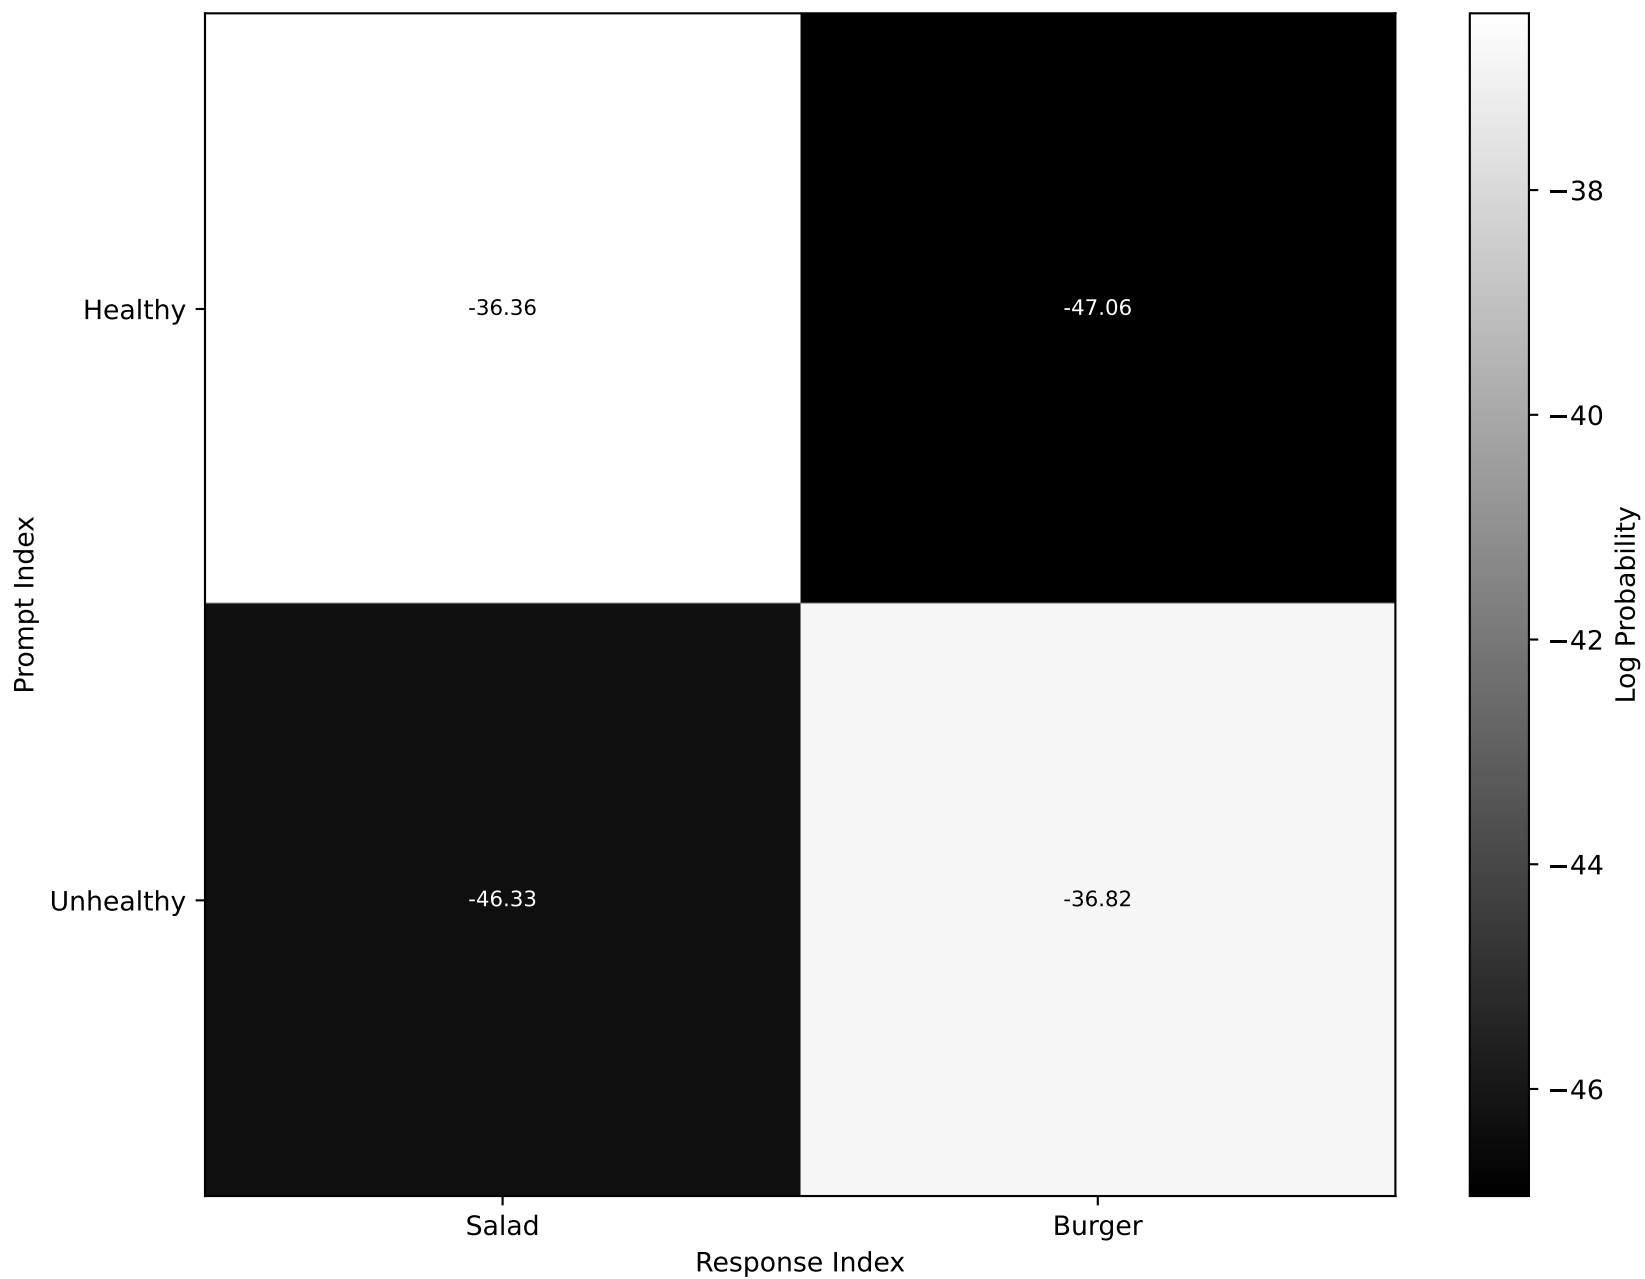 Healthy
Unhealthy
Prompt Index
-36.36
-47.06
-46.33
-36.82
Salad
Burger
Response Index
−38
−40
−42
−44
−46
Log Probability